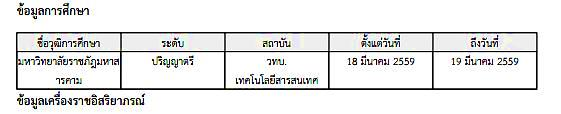 ข้อมูลการศึกษา
ชื่อวุฒิการศึกษา ระดับ สถาบัน ตั้งแต่วันที่ ถึงวันที่
มหาวิทยาลัยราชภัฎมหาส ปริญญาตรี วทบ. 18 มีนาคม 2559 19 มีนาคม 2559
ารคาม เทคโนโลยีสารสนเทศ
ข้อมูลเครื่องราชอิสริยาภรณ์